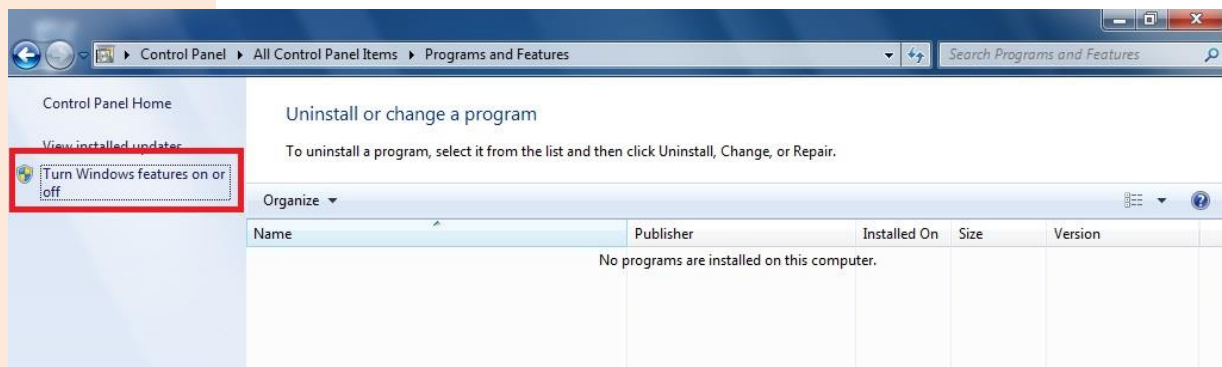 Control Panel ▸ All Control Panel Items ▸ Programs and Features
Search Programs and Features
Control Panel Home
View installed updates
Turn Windows features on or
off
Uninstall or change a program
To uninstall a program, select it from the list and then click Uninstall, Change, or Repair.
Organize
Name Publisher Installed On Size Version
No programs are installed on this computer.